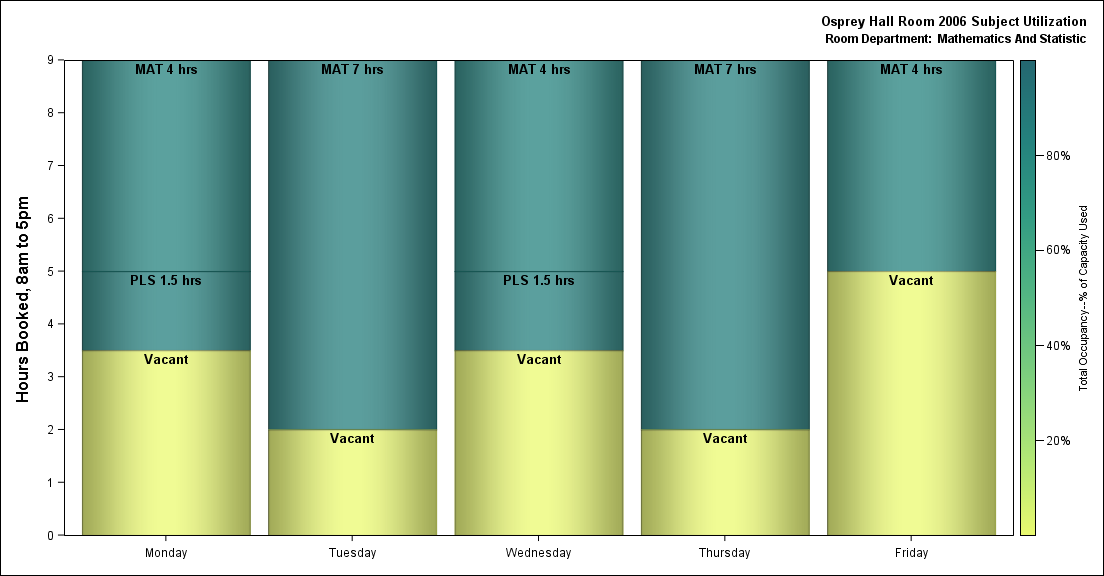 Osprey Hall Room 2006 Subject Utilization
Room Department: Mathematics And Statistic
Hours Booked, 8am to 5pm
9
8
7
6
5
4
3
2
1
0
MAT 4 hrs
PLS 1.5 hrs
Vacant
MAT 7 hrs
Vacant
MAT 4 hrs
PLS 1.5 hrs
Vacant
MAT 7 hrs
Vacant
MAT 4 hrs
Vacant
Monday
Tuesday
Wednesday
Thursday
Friday
80%
60%
40%
20%
Total Occupancy--% of Capacity Used